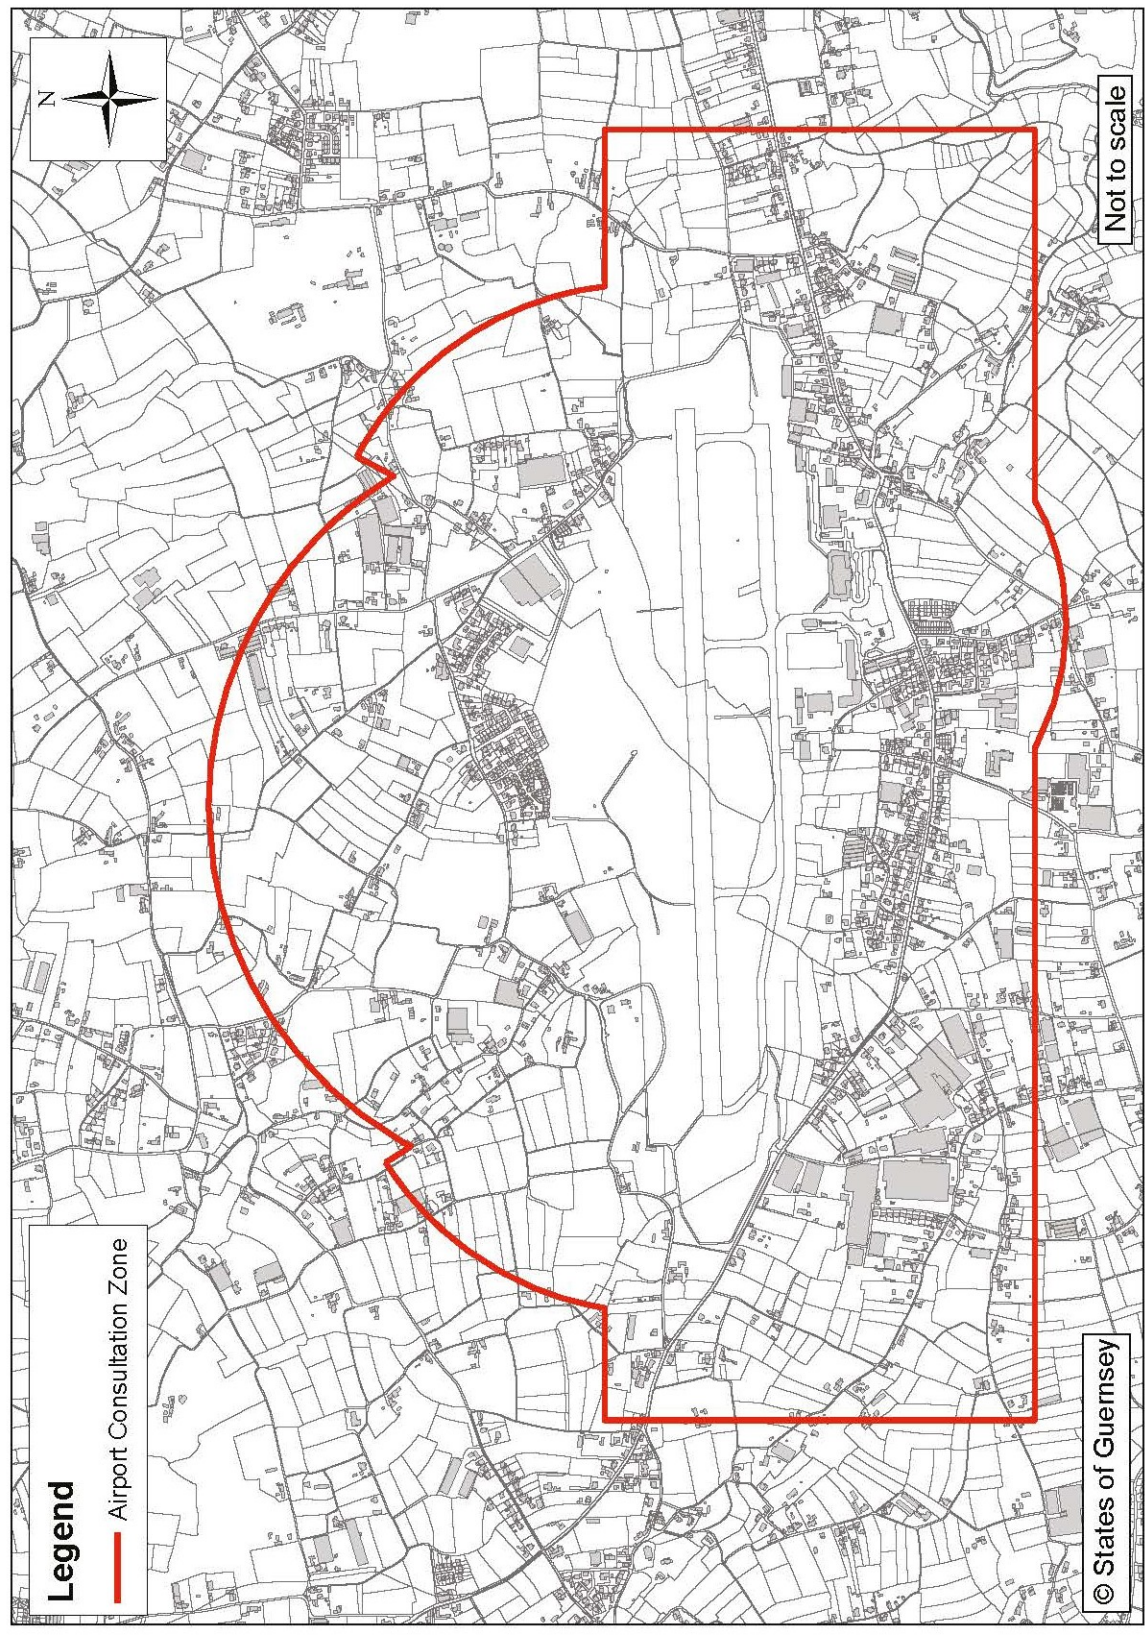 N
Legend
Airport Consultation Zone
© States of Guernsey
Not to scale